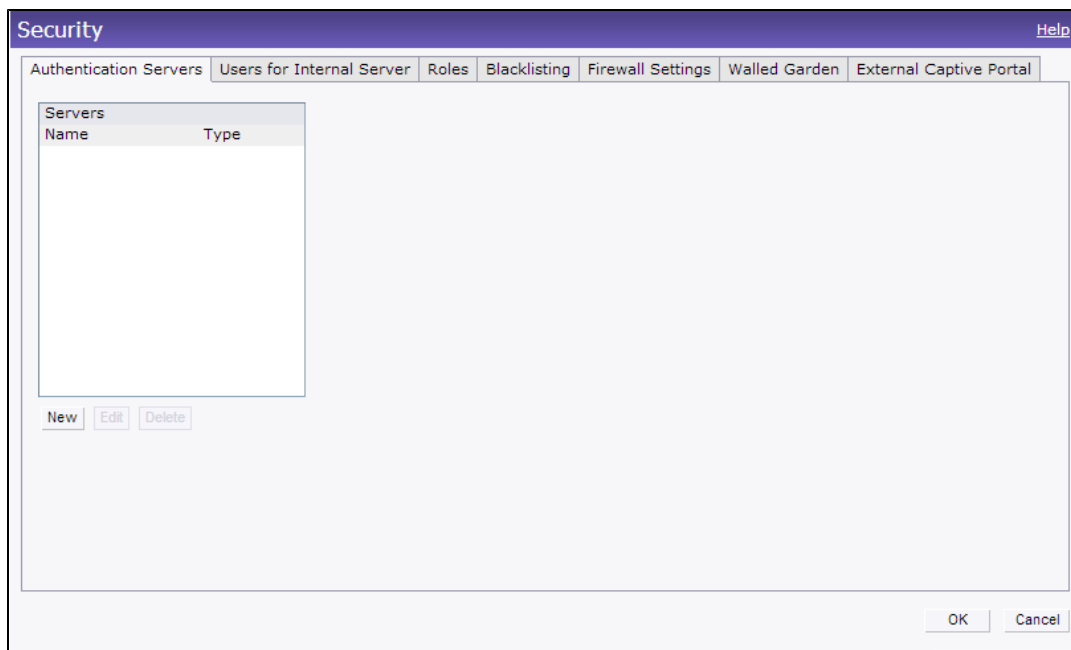 Security Help
Authentication Servers Users for Internal Server Roles Blacklisting Firewall Settings Walled Garden External Captive Portal
Servers
Name Type
New Edit Delete
OK Cancel